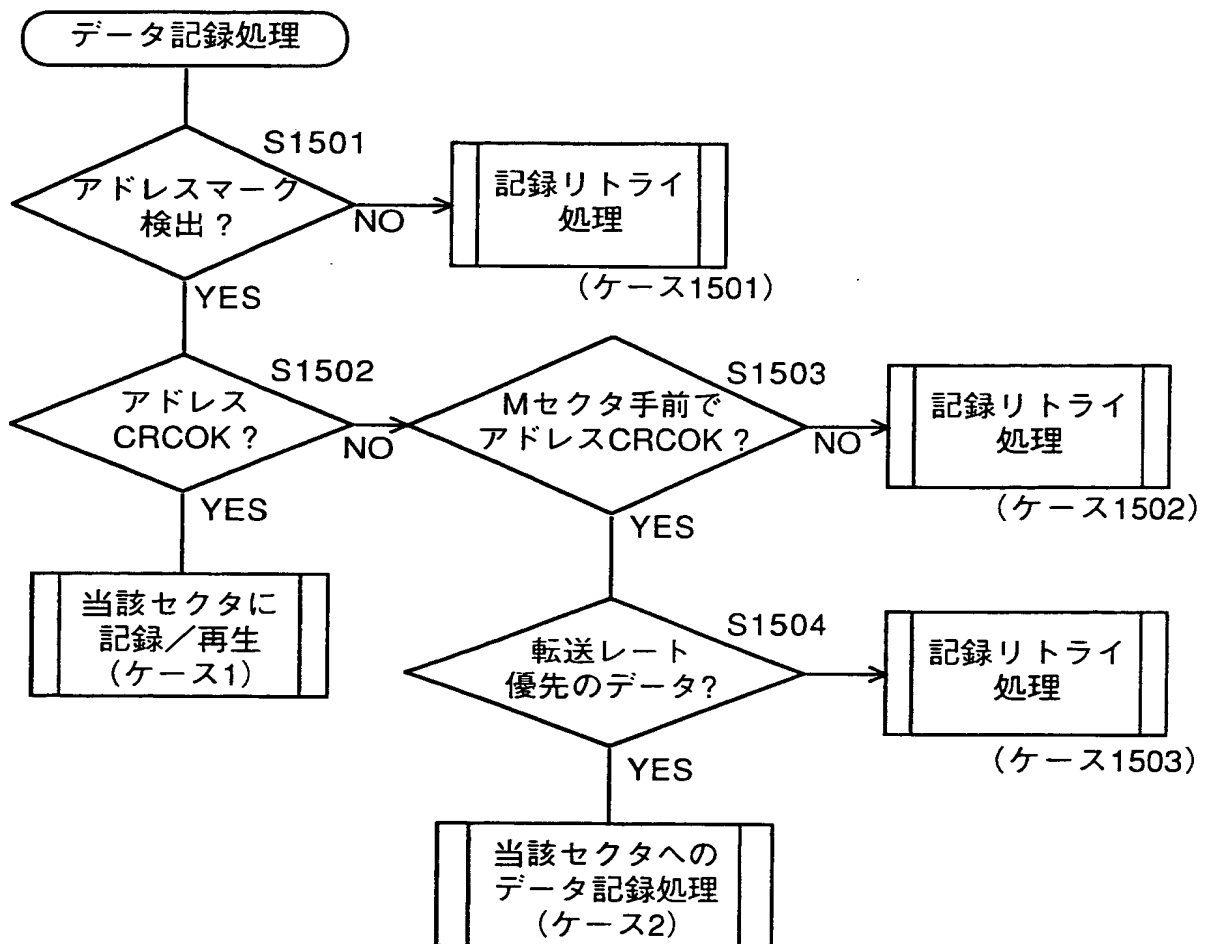 データ記録処理
S1501
アドレスマーク
検出?
NO
記録リトライ
処理
(ケース1501)
YES
S1502
アドレス
CRCOK?
NO
S1503
Mセクタ手前で
アドレスCRCOK?
NO
記録リトライ
処理
(ケース1502)
YES
YES
当該セクタに
記録/再生
(ケース1)
S1504
転送レート
優先のデータ?
記録リトライ
処理
(ケース1503)
YES
当該セクタへの
データ記録処理
(ケース2)